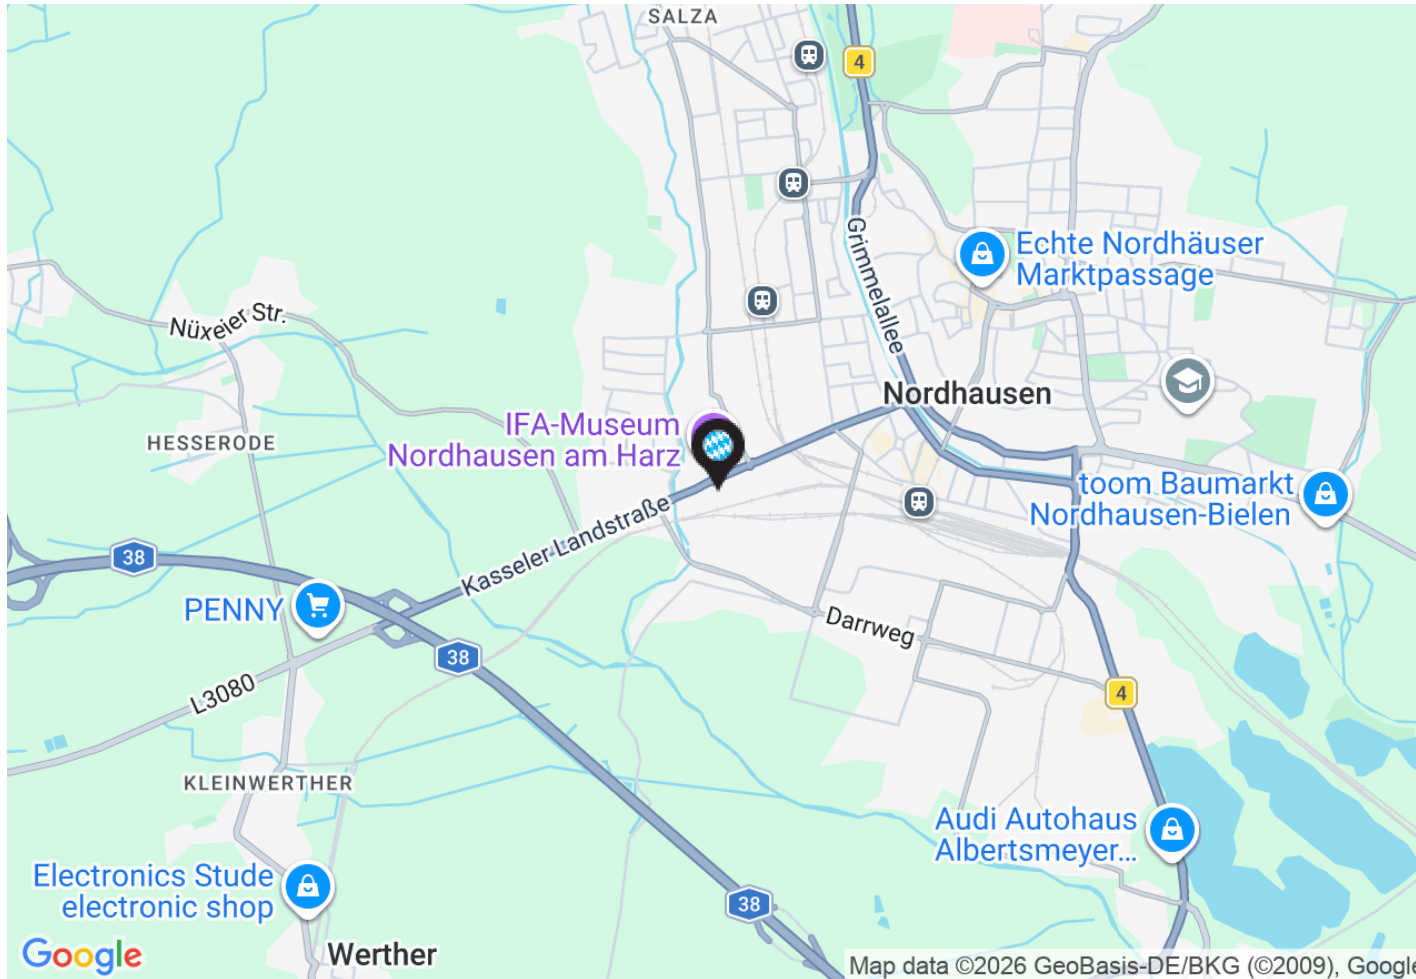 SALZA
4
Grimmelallee
Echte Nordhäuser
Marktpassage
Nüxeier Str.
Nordhausen
IFA-Museum
Nordhausen am Harz
HESSERODE
toom Baumarkt
Nordhausen-Bielen
Kasseler Landstraße
38
PENNY
Darrweg
38
L3080
4
KLEINWERTHER
Audi Autohaus
Albertsmeyer...
Electronics Stude
electronic shop
38
Werther
Google
Map data ©2026 GeoBasis-DE/BKG (©2009), Google